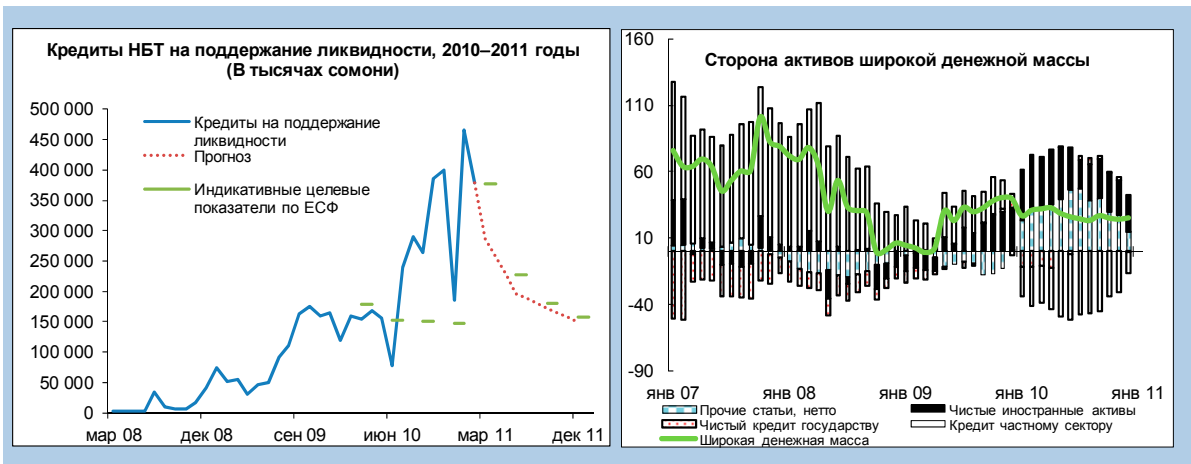 Кредиты НБТ на поддержание ликвидности, 2010–2011 годы
(В тысячах сомони)
500 000
450 000
400 000
350 000
300 000
250 000
200 000
150 000
100 000
50 000
0
Кредиты на поддержание
ликвидности
Прогноз
Индикативные целевые
показатели по ЕСФ
мар 08 дек 08 сен 09 июн 10 мар 11 дек 11
Сторона активов широкой денежной массы
160
110
60
10
-40
-90
янв 07 янв 08 янв 09 янв 10 янв 11
Прочие статьи, нетто Чистые иностранные активы
Чистый кредит государству Кредит частному сектору
Широкая денежная масса